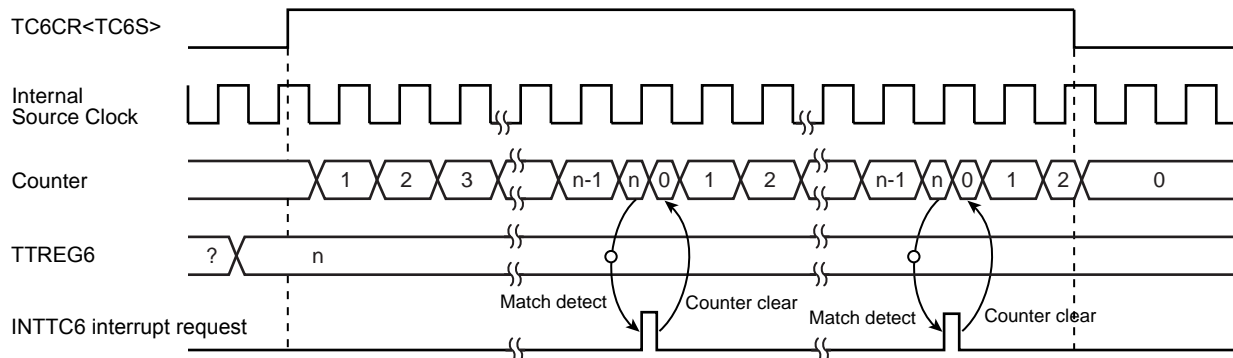 TC6CR<TC6S>
Internal
Source Clock
Counter
1 2 3 n-1 n 0 1 2 n-1 n 0 1 2 0
TTREG6
? n
Match detect Counter clear Match detect Counter clear
INTTC6 interrupt request